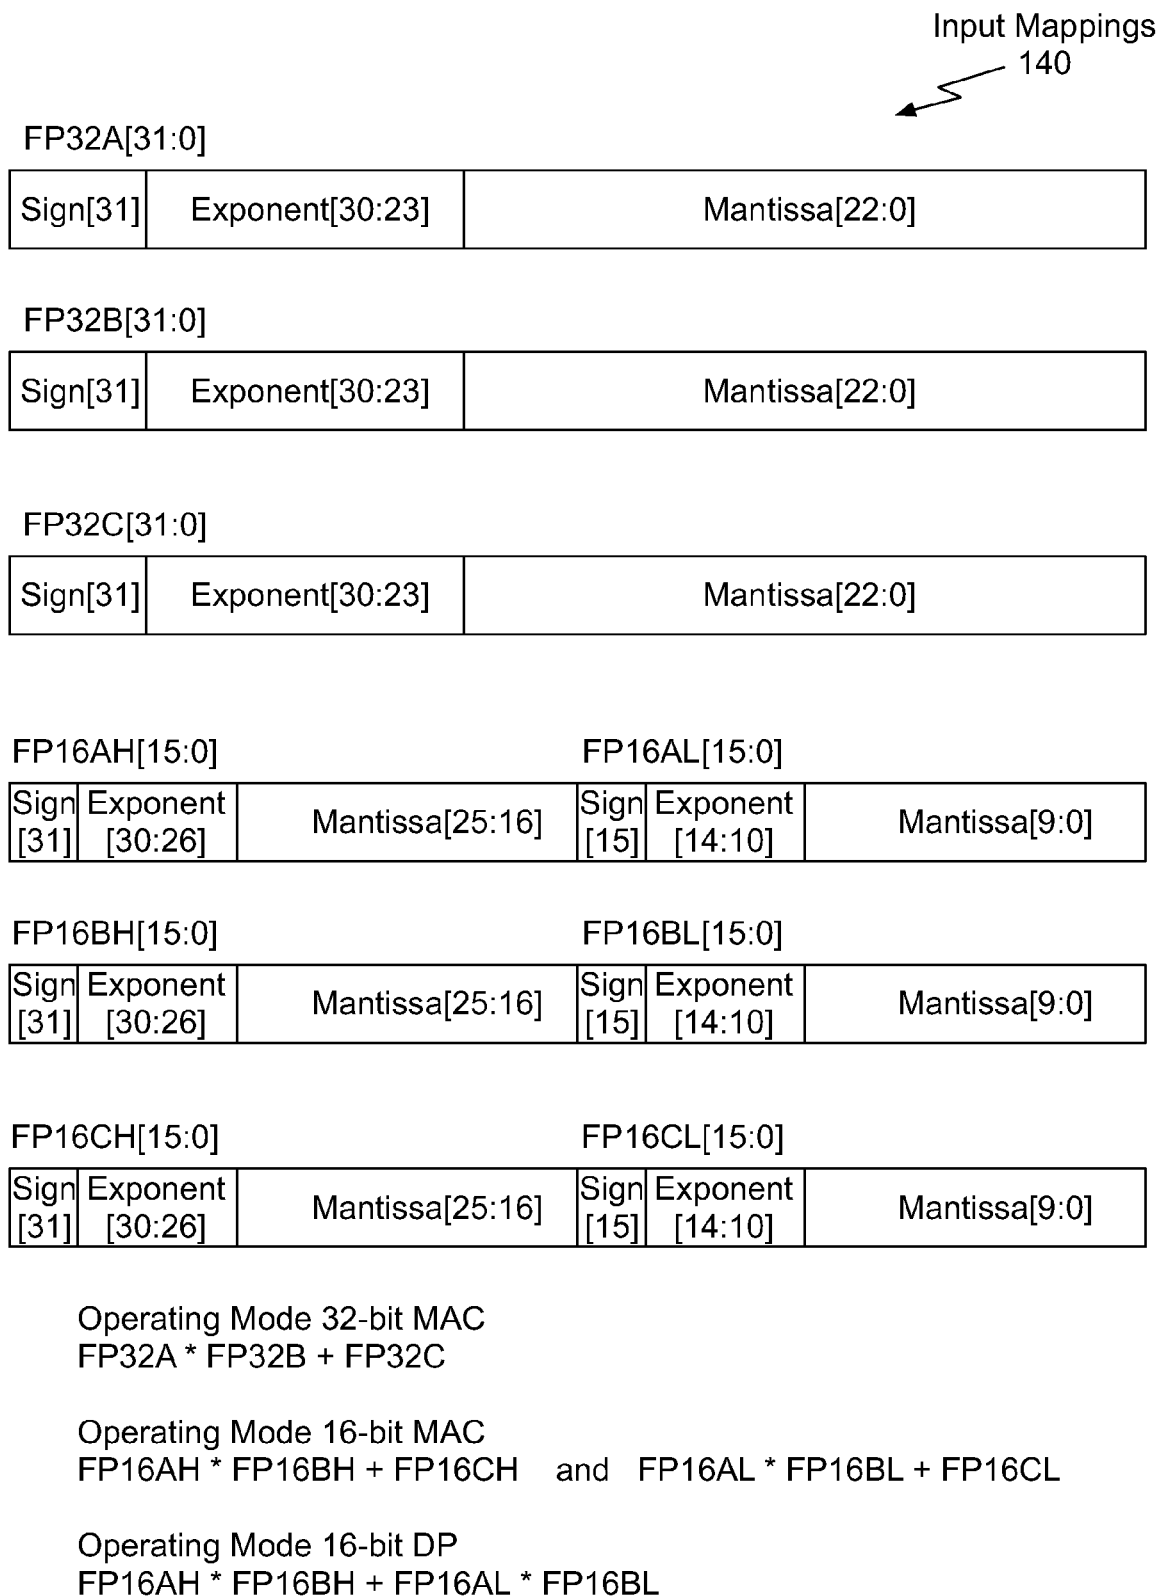 Input Mappings
140
FP32A[31:0]
Sign[31] Exponent[30:23] Mantissa[22:0]
FP32B[31:0]
Sign[31] Exponent[30:23] Mantissa[22:0]
FP32C[31:0]
Sign[31] Exponent[30:23] Mantissa[22:0]
FP16AH[15:0] FP16AL[15:0]
Sign Exponent Mantissa[25:16] Sign Exponent Mantissa[9:0]
[31] [30:26] [15] [14:10]
FP16BH[15:0] FP16BL[15:0]
Sign Exponent Mantissa[25:16] Sign Exponent Mantissa[9:0]
[31] [30:26] [15] [14:10]
FP16CH[15:0] FP16CL[15:0]
Sign Exponent Mantissa[25:16] Sign Exponent Mantissa[9:0]
[31] [30:26] [15] [14:10]
Operating Mode 32-bit MAC
FP32A * FP32B + FP32C
Operating Mode 16-bit MAC
FP16AH * FP16BH + FP16CH and FP16AL * FP16BL + FP16CL
Operating Mode 16-bit DP
FP16AH * FP16BH + FP16AL * FP16BL